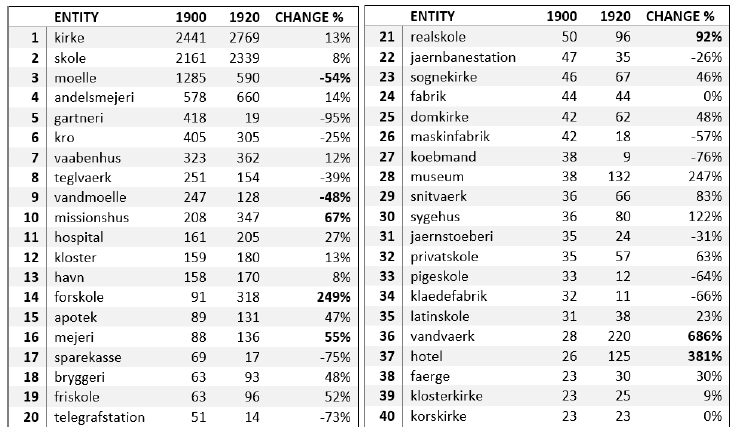 ENTITY 1900 1920 CHANGE %
1 kirke 2441 2769 13%
2 skole 2161 2339 8%
3 moelle 1285 590 -54%
4 andelsmejeri 578 660 14%
5 gartneri 418 19 -95%
6 kro 405 305 -25%
7 vaabenhus 323 362 12%
8 teglvaerk 251 154 -39%
9 vandmoelle 247 128 -48%
10 missionshus 208 347 67%
11 hospital 161 205 27%
12 kloster 159 180 13%
13 havn 158 170 8%
14 forskole 91 318 249%
15 apotek 89 131 47%
16 mejeri 88 136 55%
17 sparekasse 69 17 -75%
18 bryggeri 63 93 48%
19 friskole 63 96 52%
20 telegrafstation 51 14 -73%
ENTITY 1900 1920 CHANGE %
21 realskole 50 96 92%
22 jaernbanestation 47 35 -26%
23 sognekirke 46 67 46%
24 fabrik 44 44 0%
25 domkirke 42 62 48%
26 maskinfabrik 42 18 -57%
27 koebmand 38 9 -76%
28 museum 38 132 247%
29 snitvaerk 36 66 83%
30 sygehus 36 80 122%
31 jaernstoeberi 35 24 -31%
32 privatskole 35 57 63%
33 pigeskole 33 12 -64%
34 klaedefabrik 32 11 -66%
35 latinskole 31 38 23%
36 vandvaerk 28 220 686%
37 hotel 26 125 381%
38 faerge 23 30 30%
39 klosterkirke 23 25 9%
40 korskirke 23 23 0%